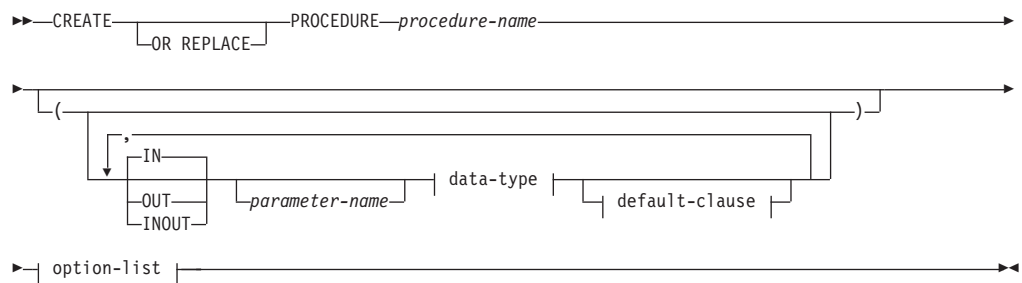 CREATE OR REPLACE PROCEDURE procedure-name
( )
,
IN
OUT
INOUT
parameter-name
data-type
default-clause
option-list